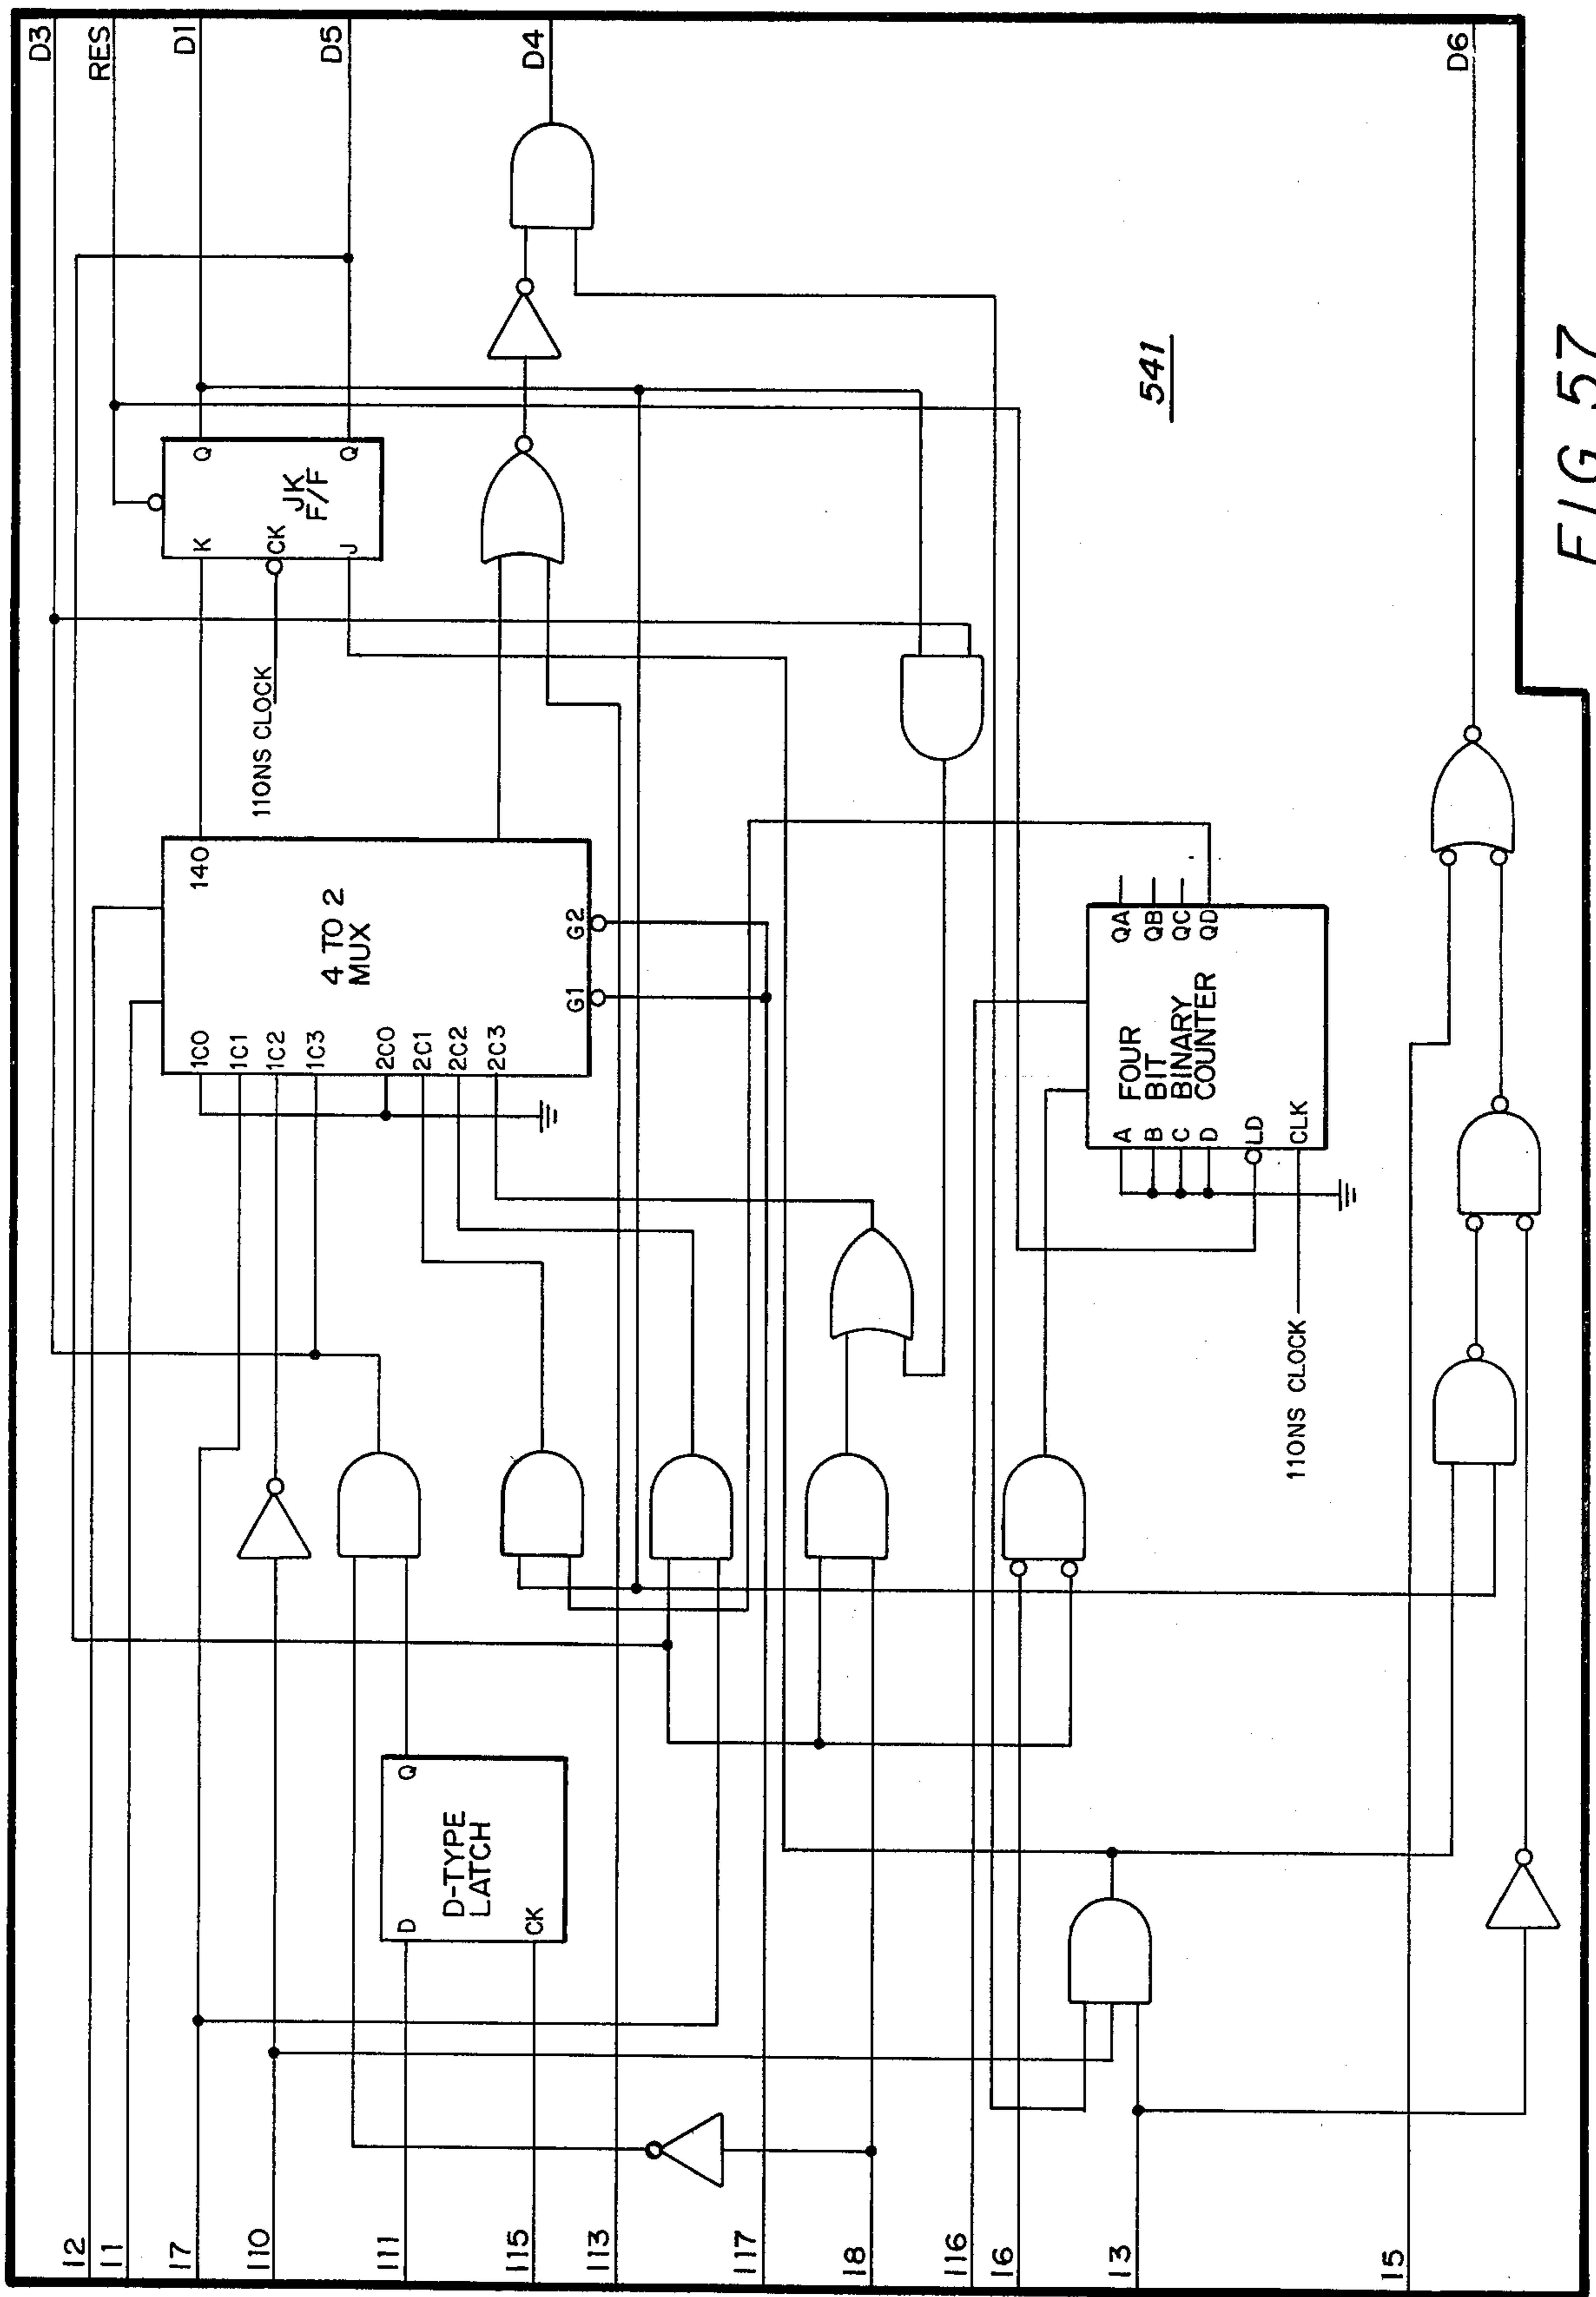 D3
RES
D1
D5
D4
D6
Q
Q
K
CK
J
JK
F/F
110NS CLOCK
541
FIG 57
140
4 TO 2
MUX
G1
G2
1C0
1C1
1C2
1C3
2C0
2C1
2C2
2C3
QA
QB
QC
QD
FOUR
BIT
BINARY
COUNTER
A
B
C
D
LD
CLK
110NS CLOCK
Q
D-TYPE
LATCH
D
CK
I2
I1
I7
I10
I11
I15
I13
I17
I8
I16
I6
I3
I5